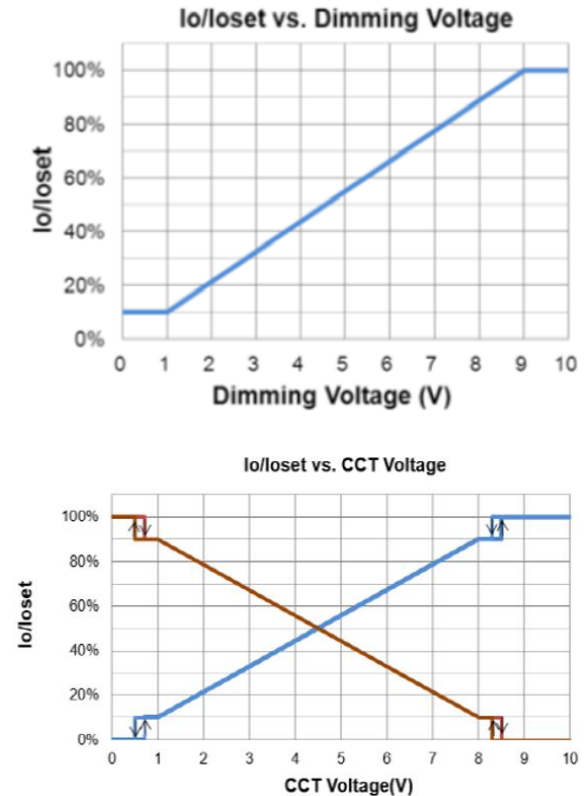 Io/Ioset vs. Dimming Voltage
100%
80%
60%
40%
20%
0%
Io/Ioset
0 1 2 3 4 5 6 7 8 9 10
Dimming Voltage (V)
Io/Ioset vs. CCT Voltage
100%
80%
60%
40%
20%
0%
Io/Ioset
0 1 2 3 4 5 6 7 8 9 10
CCT Voltage(V)